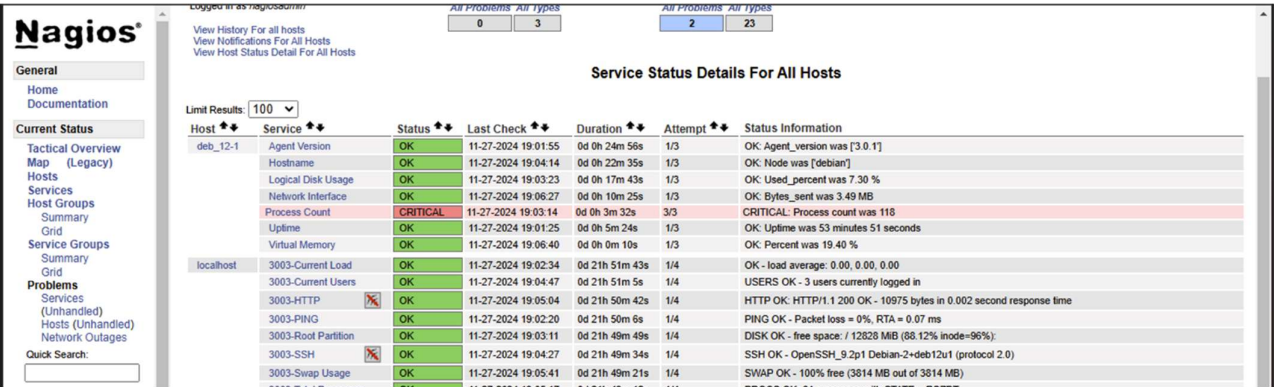 Logged in as nagiosadmin
All Problems All Types
All Problems All Types
0 3
2 23
View History For all hosts
View Notifications For All Hosts
View Host Status Detail For All Hosts
Nagios®
General
Home
Documentation
Current Status
Tactical Overview
Map (Legacy)
Hosts
Services
Host Groups
Summary
Grid
Service Groups
Summary
Grid
Problems
Services
(Unhandled)
Hosts (Unhandled)
Network Outages
Quick Search:
Service Status Details For All Hosts
Limit Results: 100
Host Service Status Last Check Duration Attempt Status Information
deb_12-1 Agent Version OK 11-27-2024 19:01:55 0d 0h 24m 56s 1/3 OK: Agent_version was ['3.0.1']
Hostname OK 11-27-2024 19:04:14 0d 0h 22m 35s 1/3 OK: Node was ['debian']
Logical Disk Usage OK 11-27-2024 19:03:23 0d 0h 17m 43s 1/3 OK: Used_percent was 7.30 %
Network Interface OK 11-27-2024 19:06:27 0d 0h 10m 25s 1/3 OK: Bytes_sent was 3.49 MB
Process Count CRITICAL 11-27-2024 19:03:14 0d 0h 3m 32s 3/3 CRITICAL: Process count was 118
Uptime OK 11-27-2024 19:01:25 0d 0h 5m 24s 1/3 OK: Uptime was 53 minutes 51 seconds
Virtual Memory OK 11-27-2024 19:06:40 0d 0h 0m 10s 1/3 OK: Percent was 19.40 %
localhost 3003-Current Load OK 11-27-2024 19:02:34 0d 21h 51m 43s 1/4 OK - load average: 0.00, 0.00, 0.00
3003-Current Users OK 11-27-2024 19:04:47 0d 21h 51m 5s 1/4 USERS OK - 3 users currently logged in
3003-HTTP OK 11-27-2024 19:05:04 0d 21h 50m 42s 1/4 HTTP OK: HTTP/1.1 200 OK - 10975 bytes in 0.002 second response time
3003-PING OK 11-27-2024 19:02:20 0d 21h 50m 6s 1/4 PING OK - Packet loss = 0%, RTA = 0.07 ms
3003-Root Partition OK 11-27-2024 19:03:11 0d 21h 49m 49s 1/4 DISK OK - free space: / 12828 MiB (88.12% inode=96%):
3003-SSH OK 11-27-2024 19:04:27 0d 21h 49m 34s 1/4 SSH OK - OpenSSH_9.2p1 Debian-2+deb12u1 (protocol 2.0)
3003-Swap Usage OK 11-27-2024 19:05:41 0d 21h 49m 21s 1/4 SWAP OK - 100% free (3814 MB out of 3814 MB)